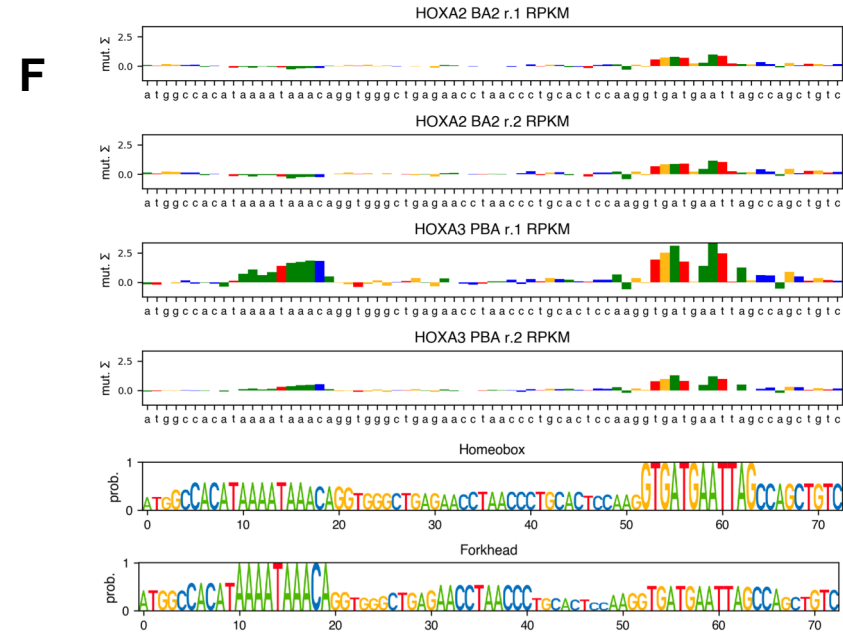 F
HOXA2 BA2 r.1 RPKM
mut. Σ
2.5
0.0
a t g g c c a c a t a a a a t a a a c a g g t g g g c t g a g a a c c t a a c c c t g c a c t c c a a g g t g a t g a a t t a g c c a g c t g t c
HOXA2 BA2 r.2 RPKM
mut. Σ
2.5
0.0
a t g g c c a c a t a a a a t a a a c a g g t g g g c t g a g a a c c t a a c c c t g c a c t c c a a g g t g a t g a a t t a g c c a g c t g t c
HOXA3 PBA r.1 RPKM
mut. Σ
2.5
0.0
a t g g c c a c a t a a a a t a a a c a g g t g g g c t g a g a a c c t a a c c c t g c a c t c c a a g g t g a t g a a t t a g c c a g c t g t c
HOXA3 PBA r.2 RPKM
mut. Σ
2.5
0.0
a t g g c c a c a t a a a a t a a a c a g g t g g g c t g a g a a c c t a a c c c t g c a c t c c a a g g t g a t g a a t t a g c c a g c t g t c
Homeobox
prob.
1
0
ATGGCCACATAAAATAAACAGGTGGGCTGAGAACCTAACCCTGCACTCCAAGGTGATGAATTAGCCAGCTGTC
0 10 20 30 40 50 60 70
Forkhead
prob.
1
0
ATGGCCACATAAAATAAACAGGTGGGCTGAGAACCTAACCCTGCACTCCAAGGTGATGAATTAGCCAGCTGTC
0 10 20 30 40 50 60 70